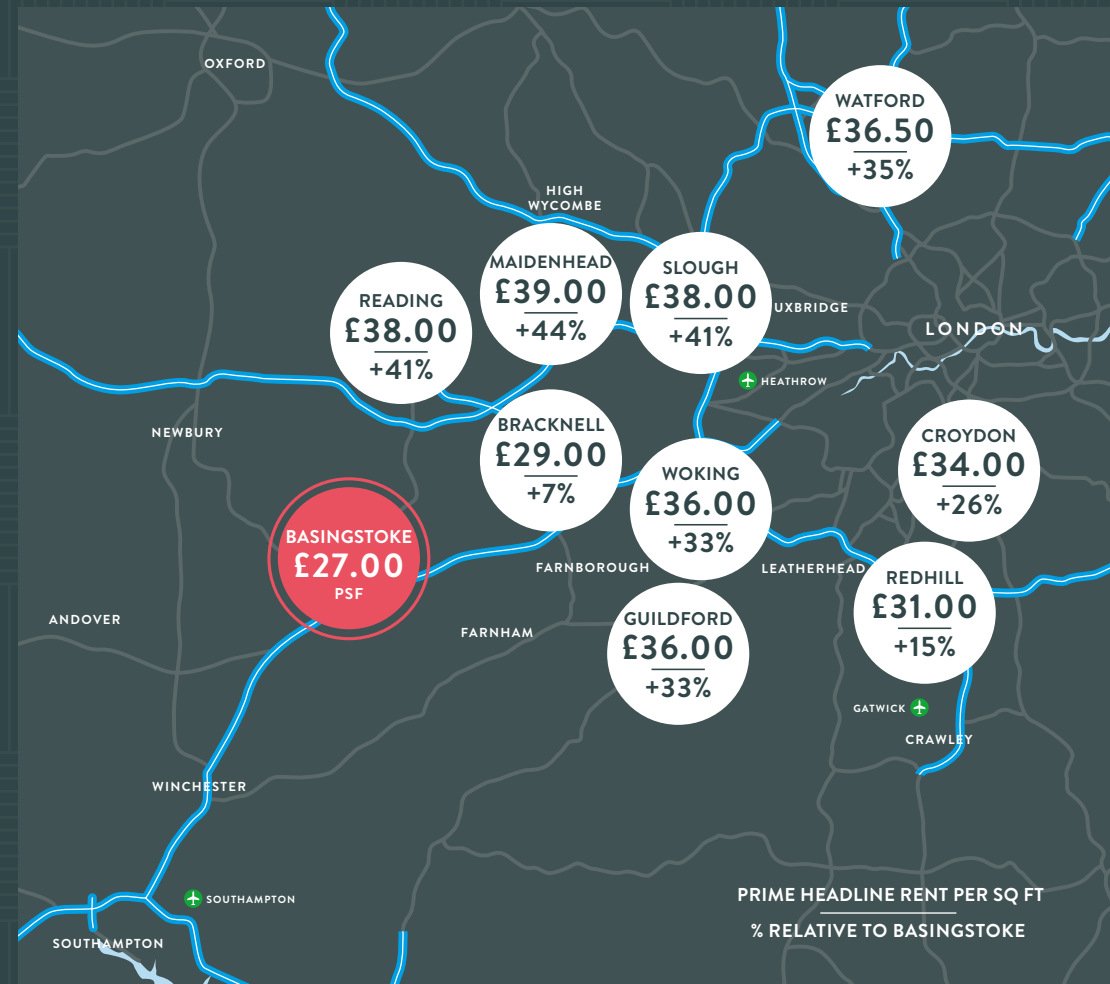 OXFORD
WATFORD
£36.50
+35%
HIGH
WYCOMBE
MAIDENHEAD
£39.00
+44%
SLOUGH
£38.00
+41%
READING
£38.00
+41%
UXBRIDGE
LONDON
HEATHROW
NEWBURY
BRACKNELL
£29.00
+7%
CROYDON
£34.00
+26%
WOKING
£36.00
+33%
BASINGSTOKE
£27.00
PSF
FARNBOROUGH
LEATHERHEAD
REDHILL
£31.00
+15%
ANDOVER
FARNHAM
GUILDFORD
£36.00
+33%
GATWICK
CRAWLEY
WINCHESTER
SOUTHAMPTON
SOUTHAMPTON
PRIME HEADLINE RENT PER SQ FT
% RELATIVE TO BASINGSTOKE